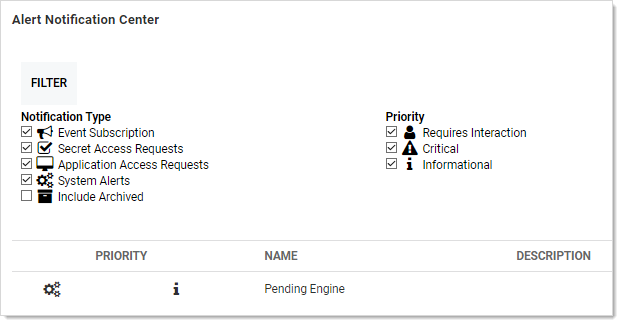 Alert Notification Center
FILTER
Notification Type
Event Subscription
Secret Access Requests
Application Access Requests
System Alerts
Include Archived
Priority
Requires Interaction
Critical
Informational
PRIORITY NAME DESCRIPTION
Pending Engine